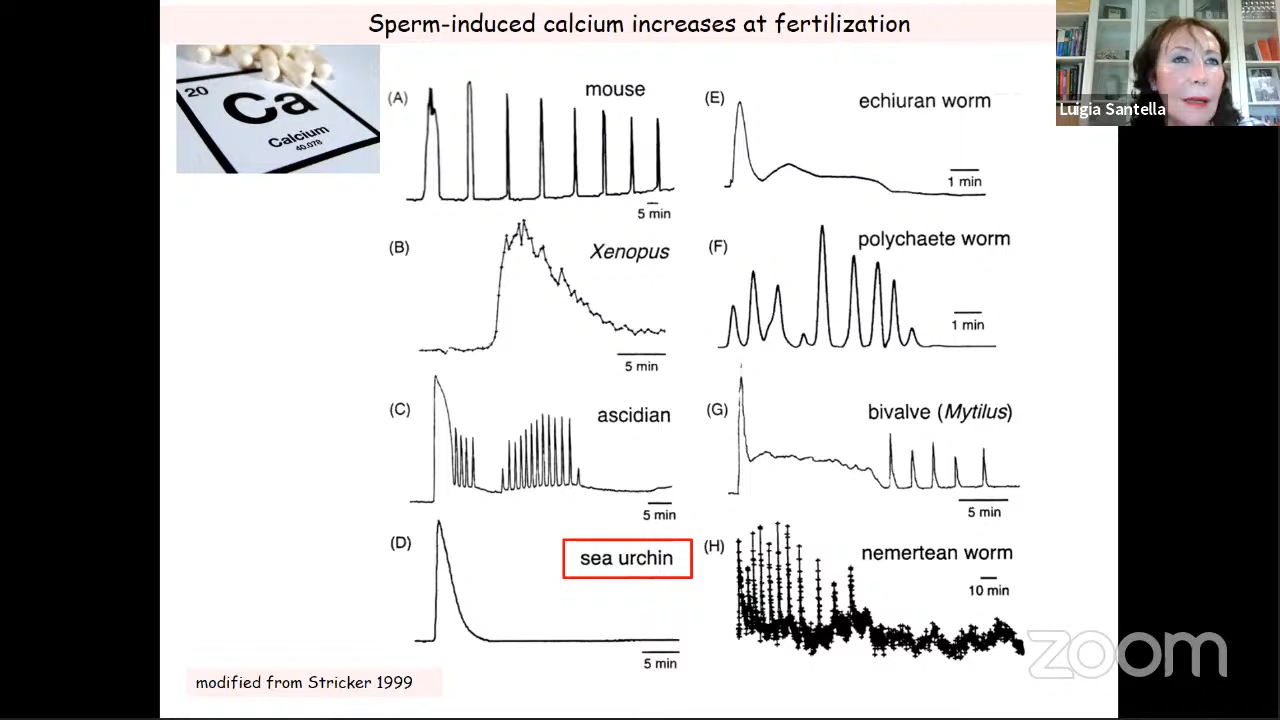 Sperm-induced calcium increases at fertilization
20
Ca
Calcium
40.078
(A)
mouse
5 min
(B)
Xenopus
5 min
(C)
ascidian
5 min
(D)
sea urchin
5 min
(E)
echiuran worm
1 min
(F)
polychaete worm
1 min
(G)
bivalve (Mytilus)
5 min
(H)
nemertean worm
10 min
modified from Stricker 1999
Luigia Santella
zoom